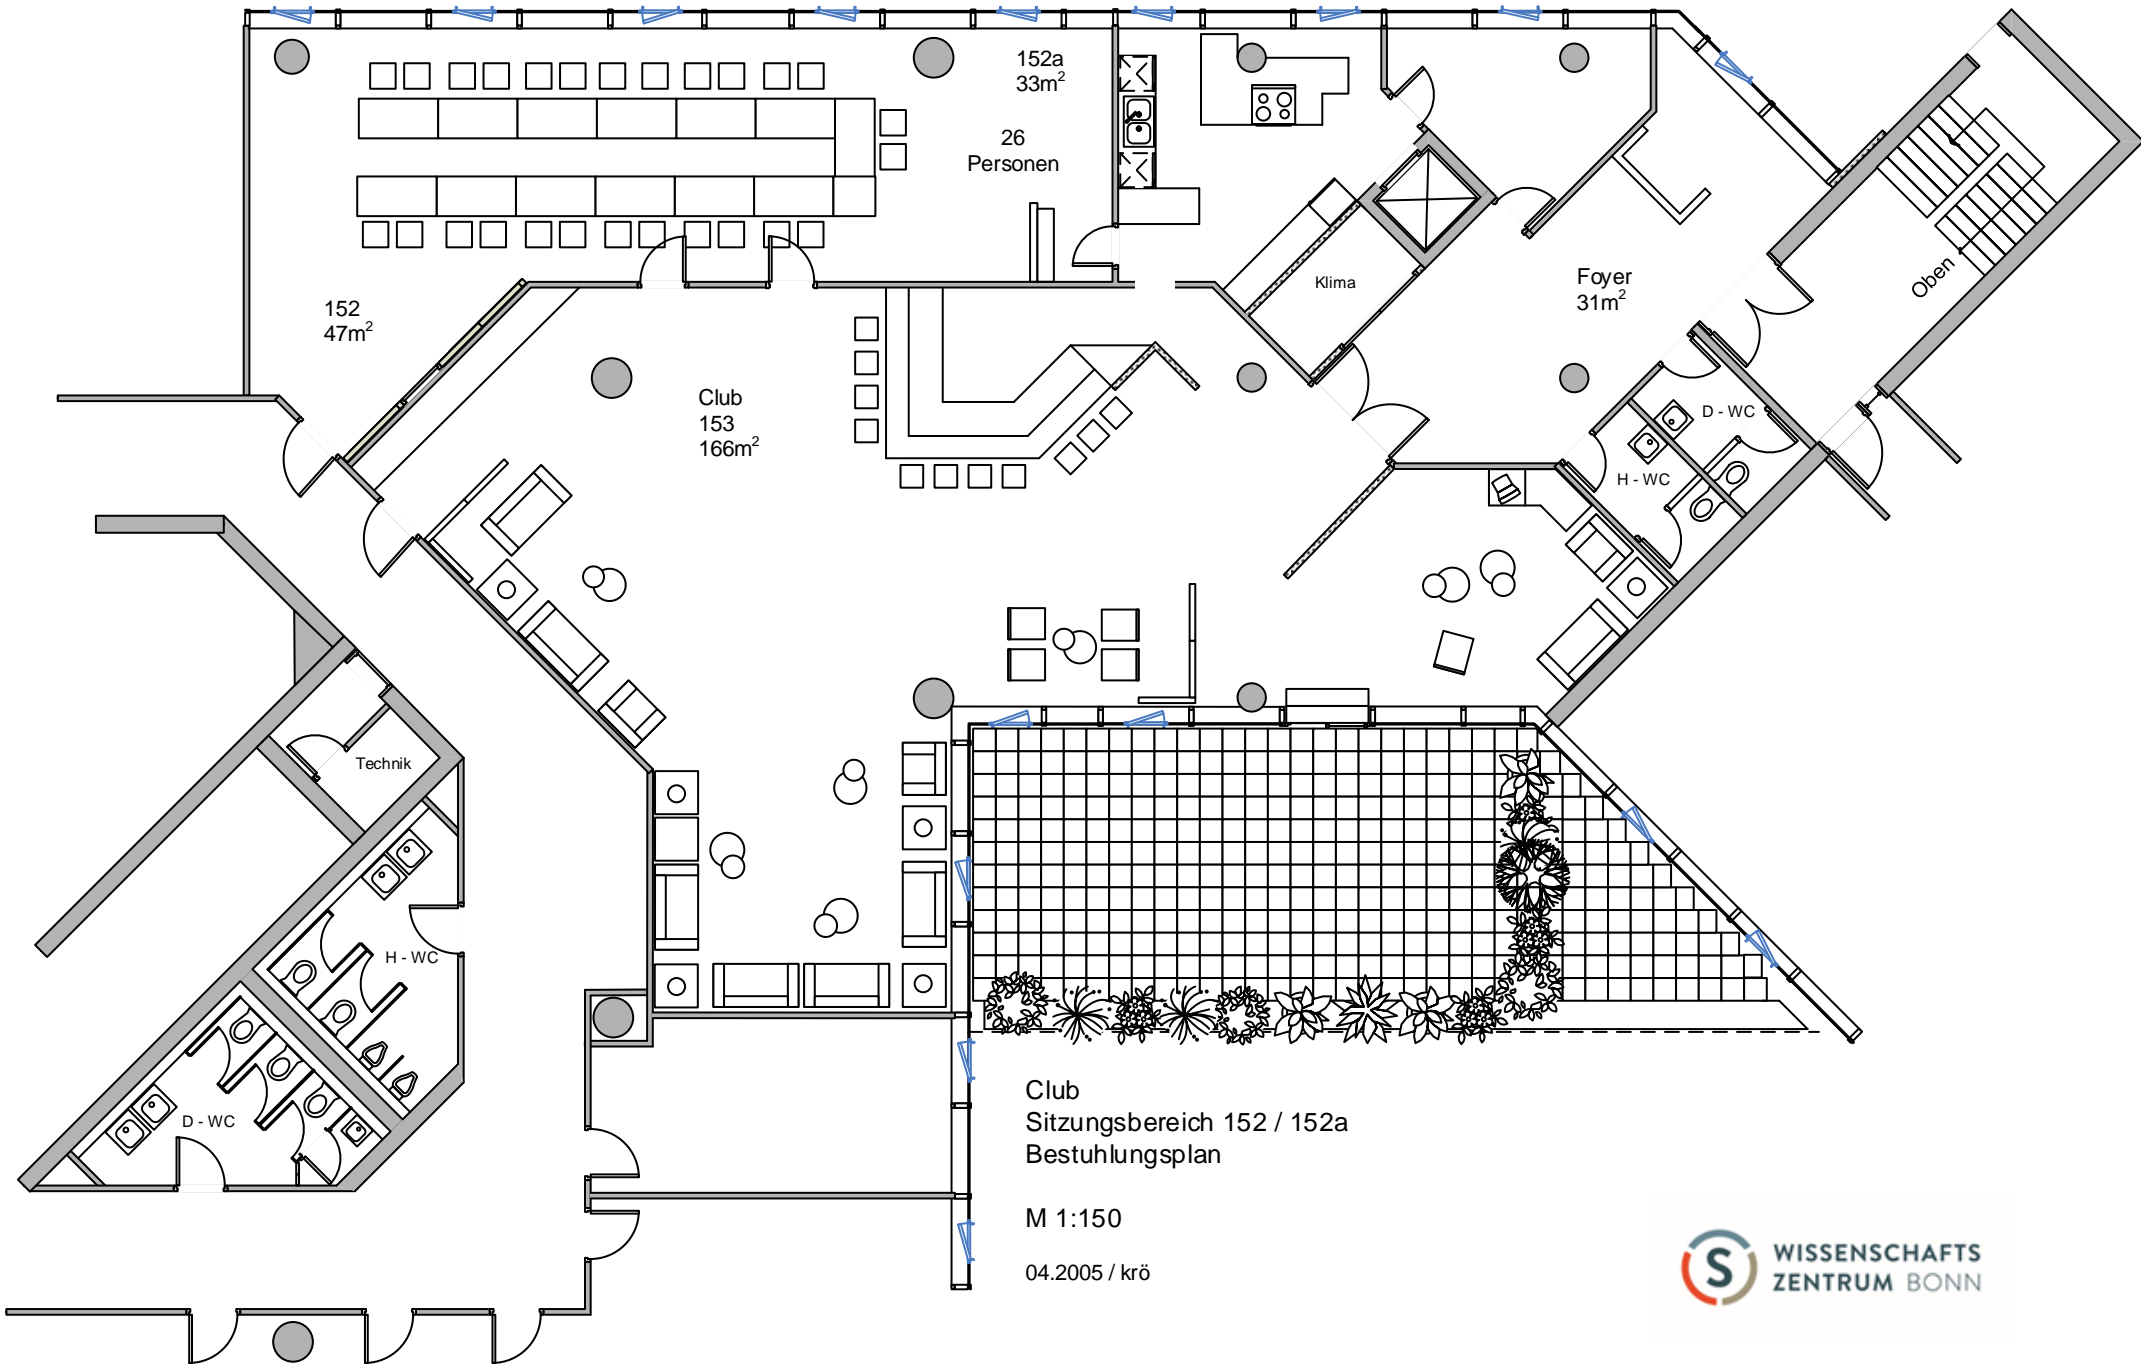 152a
33m²
26
Personen
152
47m²
Club
153
166m²
Klima
Foyer
31m²
Oben
D - WC
H - WC
Technik
H - WC
D - WC
Club
Sitzungsbereich 152 / 152a
Bestuhlungsplan
M 1:150
04.2005 / krö
S
WISSENSCHAFTS
ZENTRUM BONN